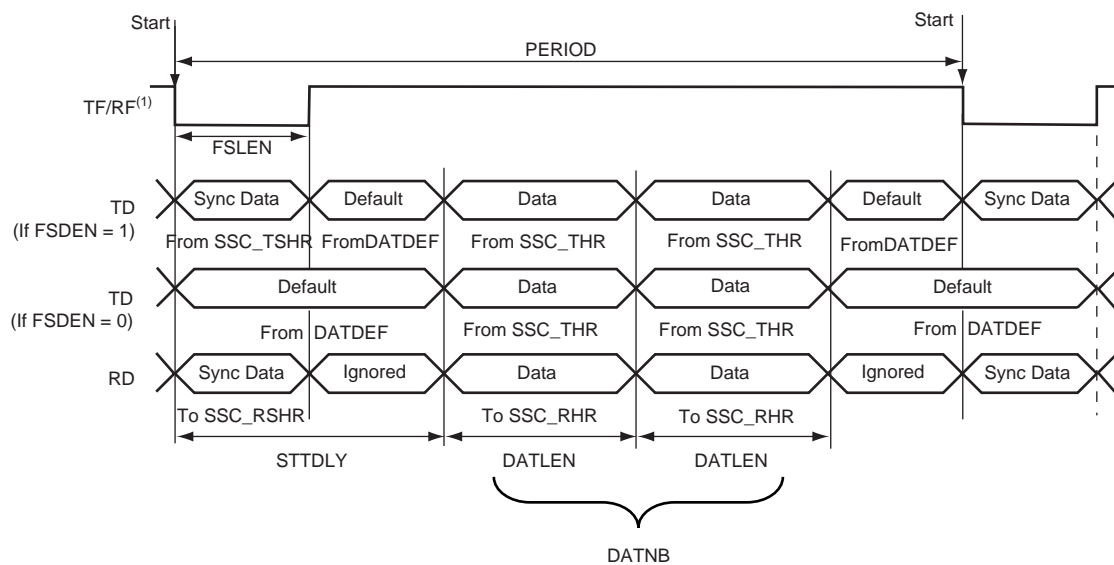 Start Start
PERIOD
TF/RF(1)
FSLEN
Sync Data Default Data Data Default Sync Data
TD
(If FSDEN = 1)
From SSC_TSHR FromDATDEF From SSC_THR From SSC_THR FromDATDEF
Default Data Data Default
TD
(If FSDEN = 0)
From DATDEF From SSC_THR From SSC_THR From DATDEF
RD
Sync Data Ignored Data Data Ignored Sync Data
To SSC_RSHR To SSC_RHR To SSC_RHR
STTDLY DATLEN DATLEN
DATNB